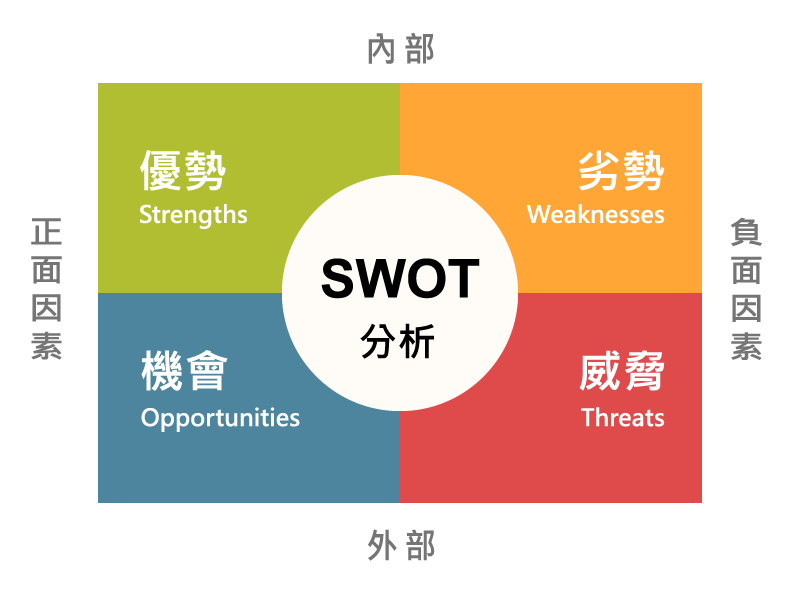 內部
優勢
Strengths
劣勢
Weaknesses
正面因素
SWOT
分析
負面因素
機會
Opportunities
威脅
Threats
外部